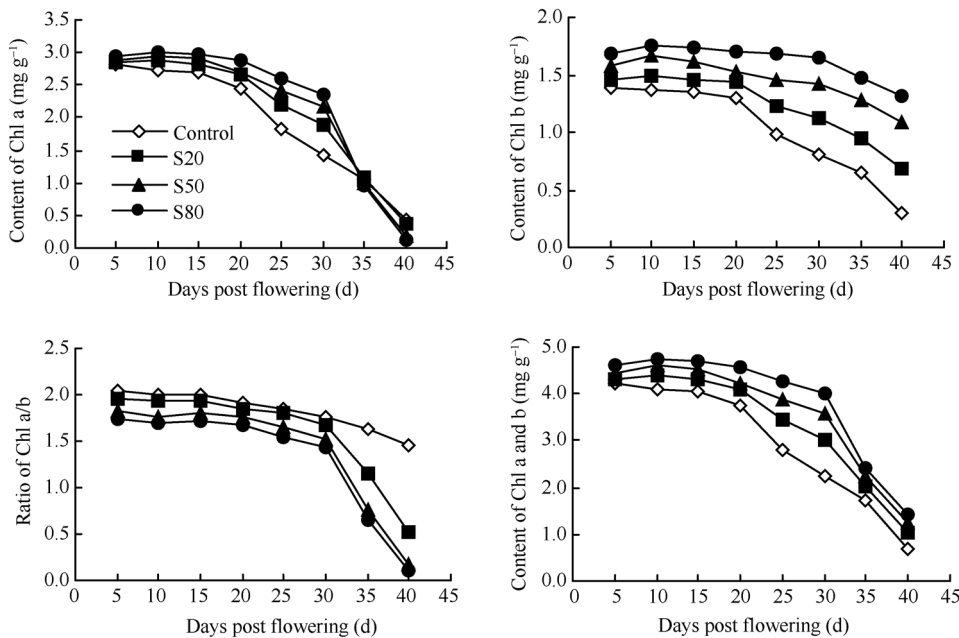 Content of Chl a (mg g⁻¹)
3.5
3.0
2.5
2.0
1.5
1.0
0.5
0.0
Control
S20
S50
S80
0 5 10 15 20 25 30 35 40 45
Days post flowering (d)
Content of Chl b (mg g⁻¹)
2.0
1.5
1.0
0.5
0.0
0 5 10 15 20 25 30 35 40 45
Days post flowering (d)
Ratio of Chl a/b
2.5
2.0
1.5
1.0
0.5
0.0
0 5 10 15 20 25 30 35 40 45
Days post flowering (d)
Content of Chl a and b (mg g⁻¹)
5.0
4.0
3.0
2.0
1.0
0.0
0 5 10 15 20 25 30 35 40 45
Days post flowering (d)